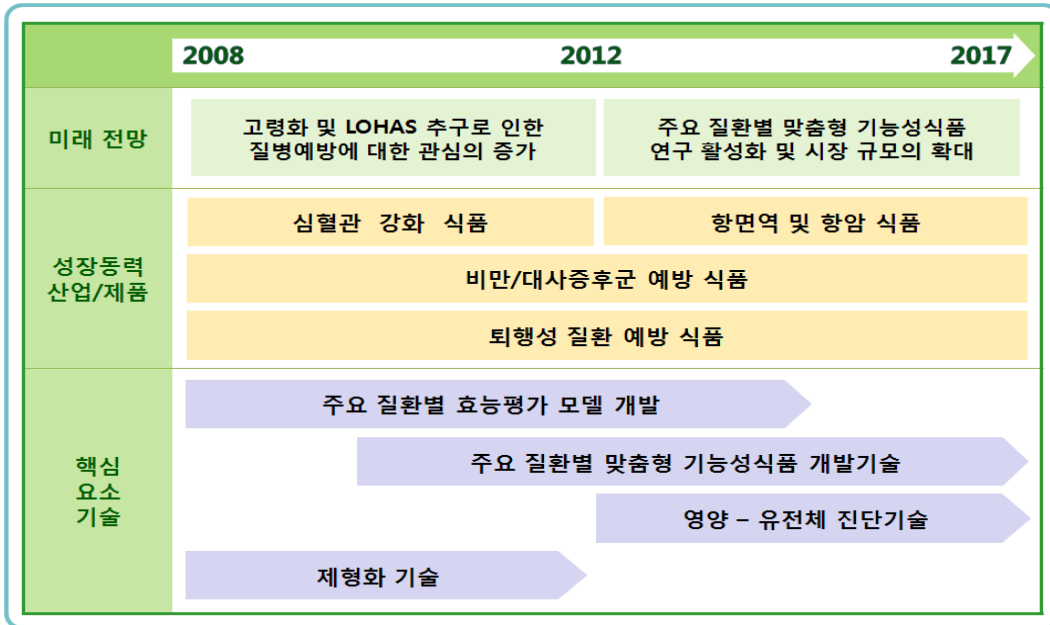 2008 2012 2017
미래 전망
고령화 및 LOHAS 추구로 인한
질병예방에 대한 관심의 증가
주요 질환별 맞춤형 기능성식품
연구 활성화 및 시장 규모의 확대
성장동력
산업/제품
심혈관 강화 식품
항면역 및 항암 식품
비만/대사증후군 예방 식품
퇴행성 질환 예방 식품
핵심
요소
기술
주요 질환별 효능평가 모델 개발
주요 질환별 맞춤형 기능성식품 개발기술
영양 – 유전체 진단기술
제형화 기술